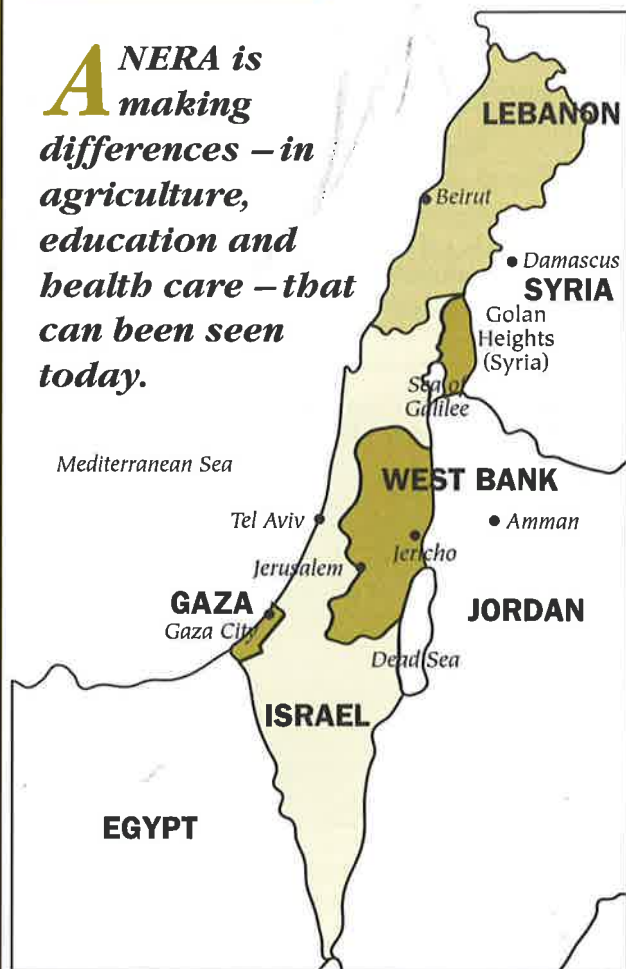 ANERA is
making
differences – in
agriculture,
education and
health care – that
can been seen
today.
LEBANON
Beirut
Damascus
SYRIA
Golan
Heights
(Syria)
Sea of
Galilee
Mediterranean Sea
WEST BANK
Tel Aviv
Amman
Jericho
Jerusalem
GAZA
Gaza City
JORDAN
Dead Sea
ISRAEL
EGYPT